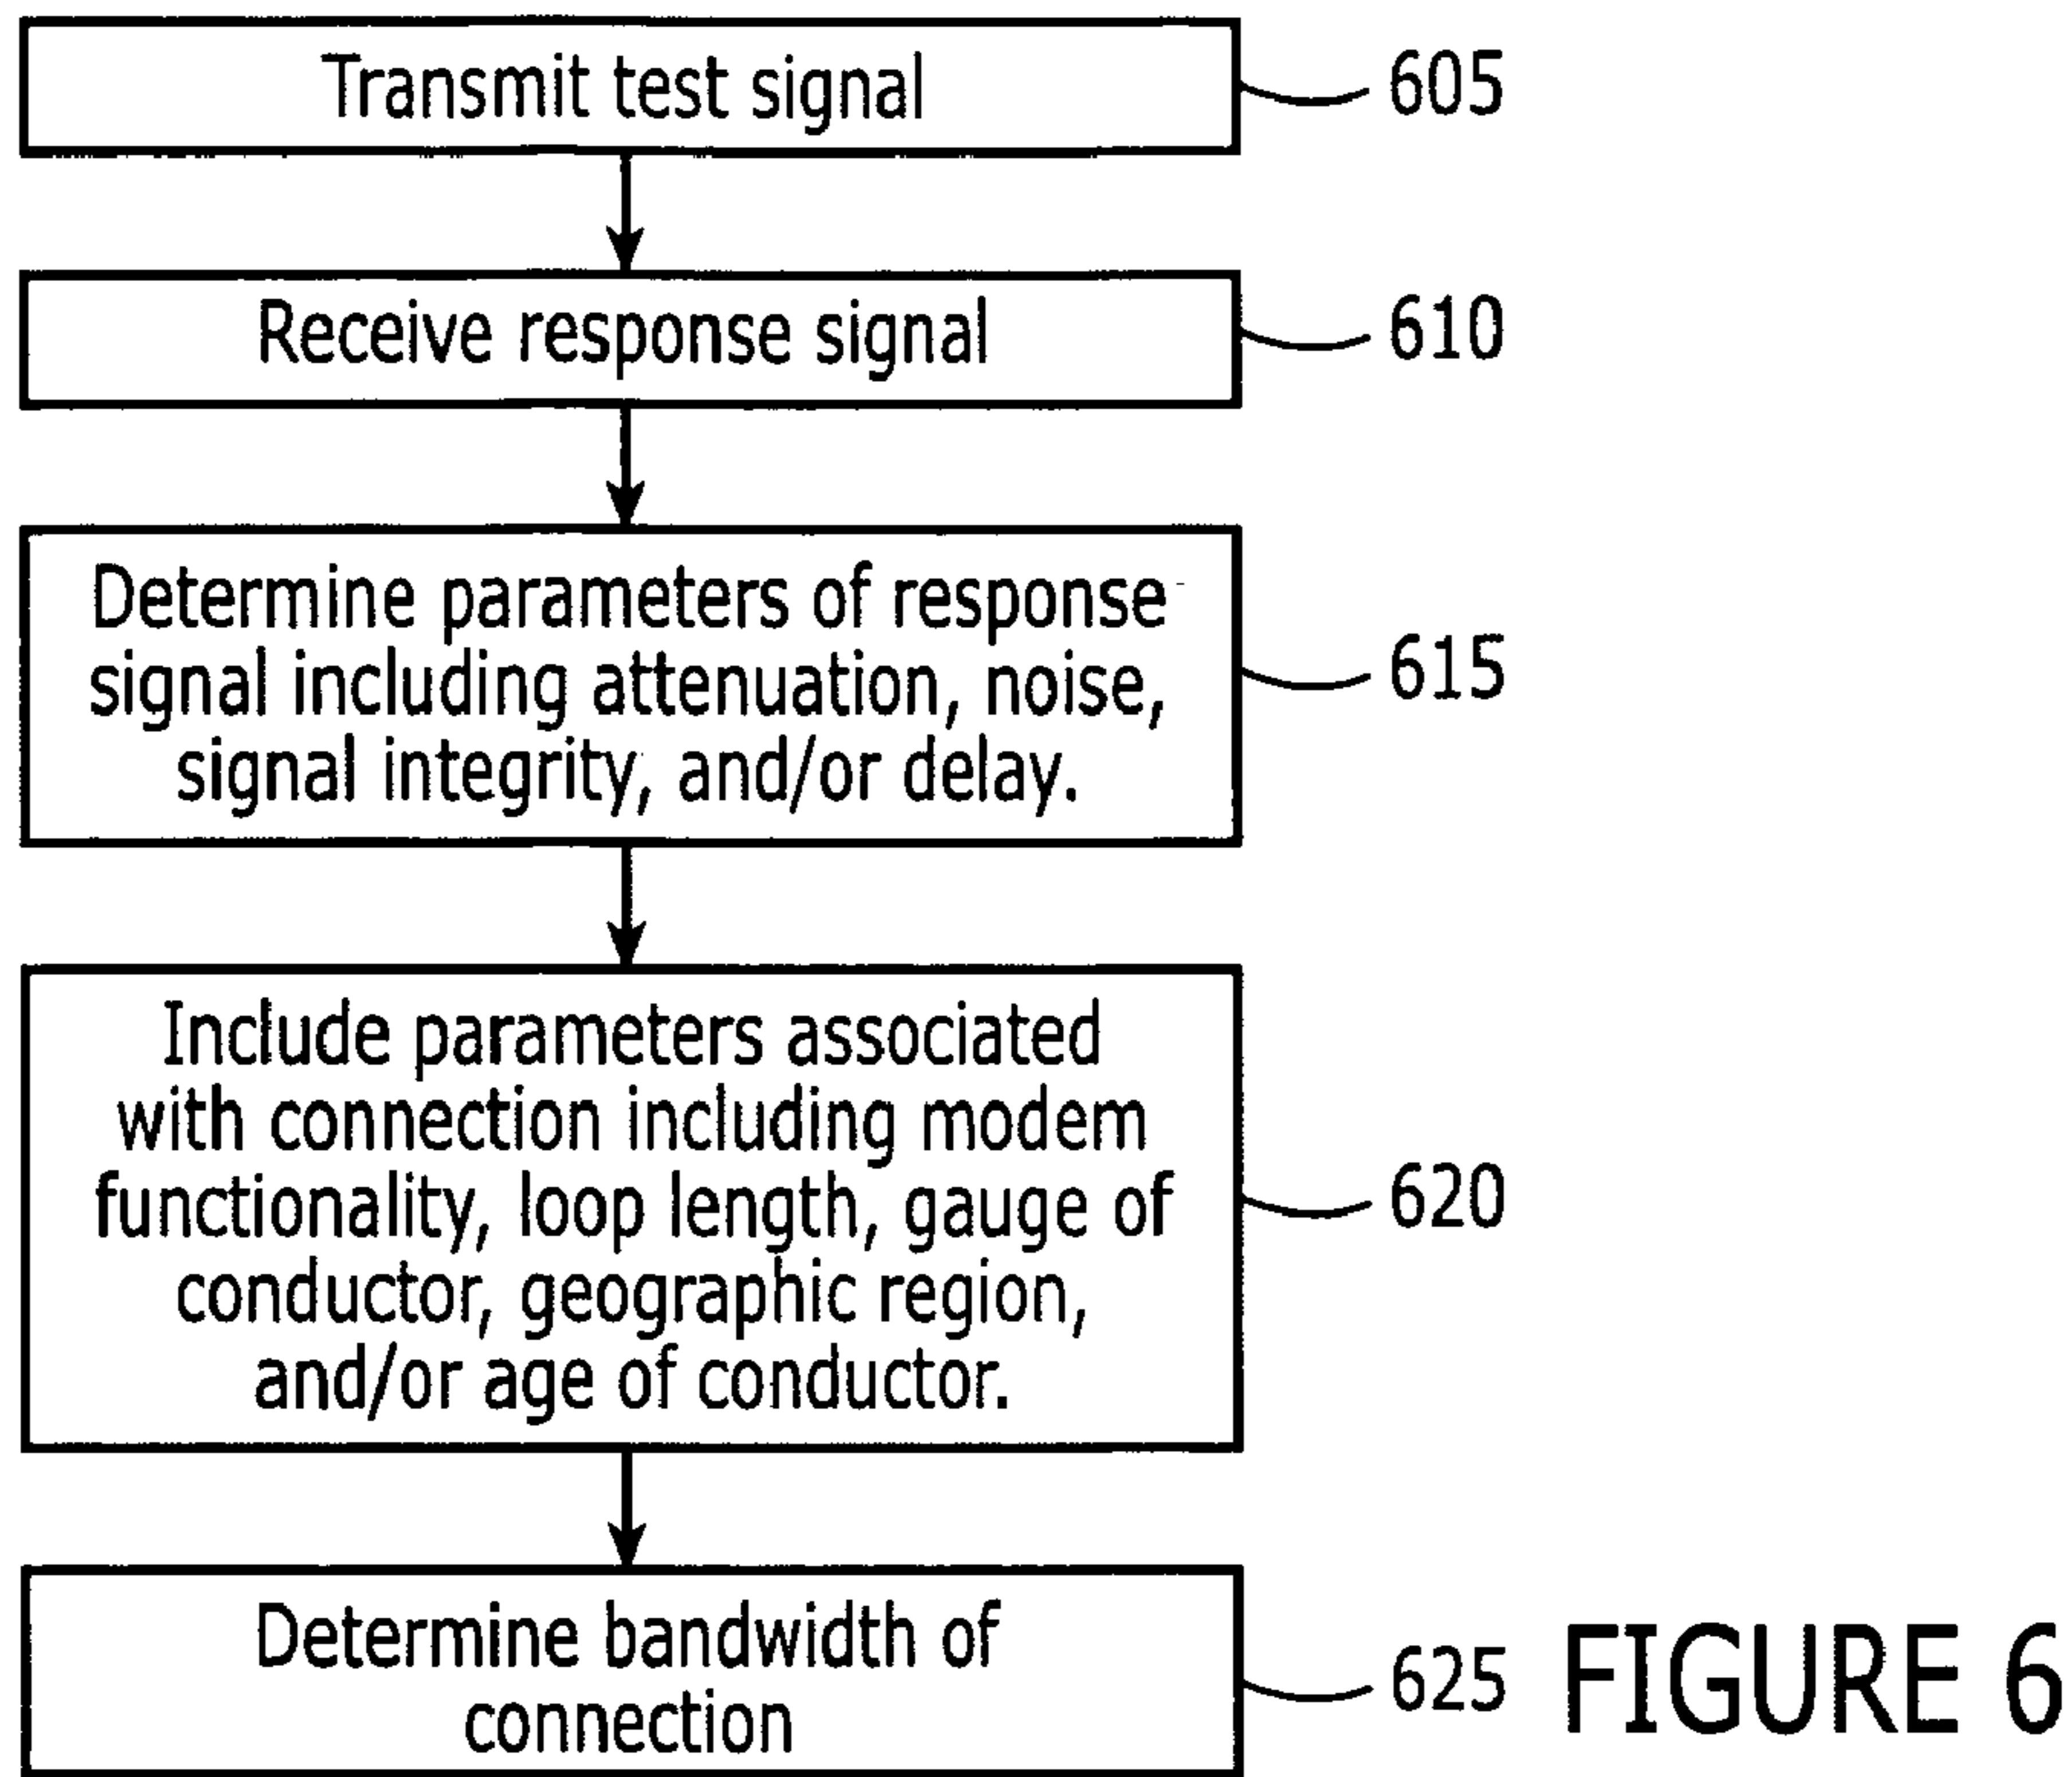 Transmit test signal
605
Receive response signal
610
Determine parameters of response
signal including attenuation, noise,
signal integrity, and/or delay.
615
Include parameters associated
with connection including modem
functionality, loop length, gauge of
conductor, geographic region,
and/or age of conductor.
620
Determine bandwidth of
connection
625
FIGURE 6